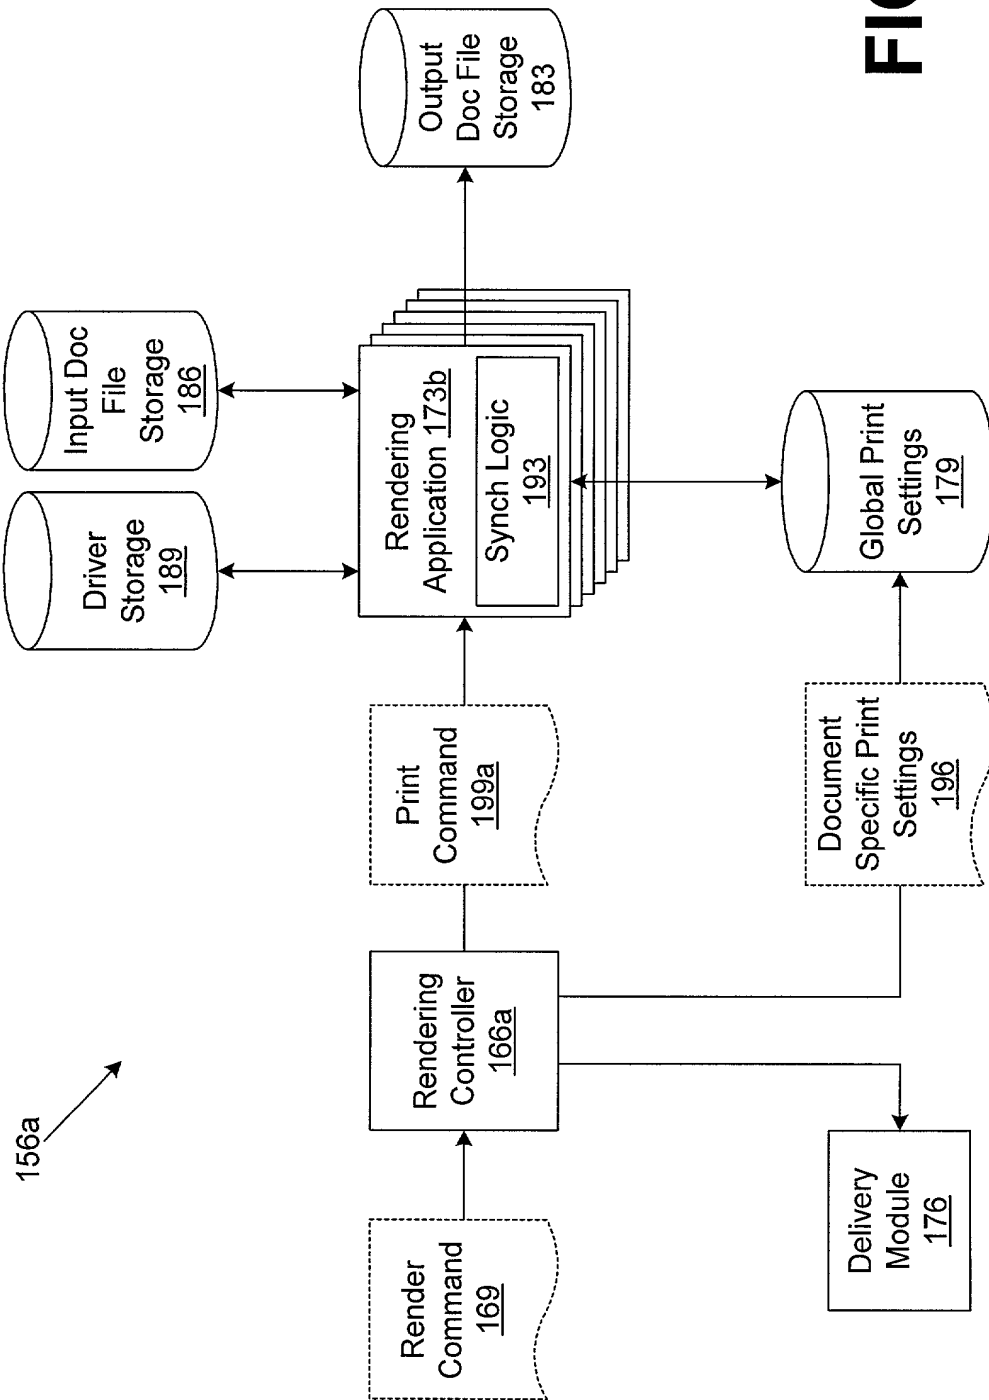 156a
Driver
Storage
189
Input Doc
File
Storage
186
Render
Command
169
Rendering
Controller
166a
Print
Command
199a
Rendering
Application 173b
Synch Logic
193
Output
Doc File
Storage
183
Delivery
Module
176
Document
Specific Print
Settings
196
Global Print
Settings
179